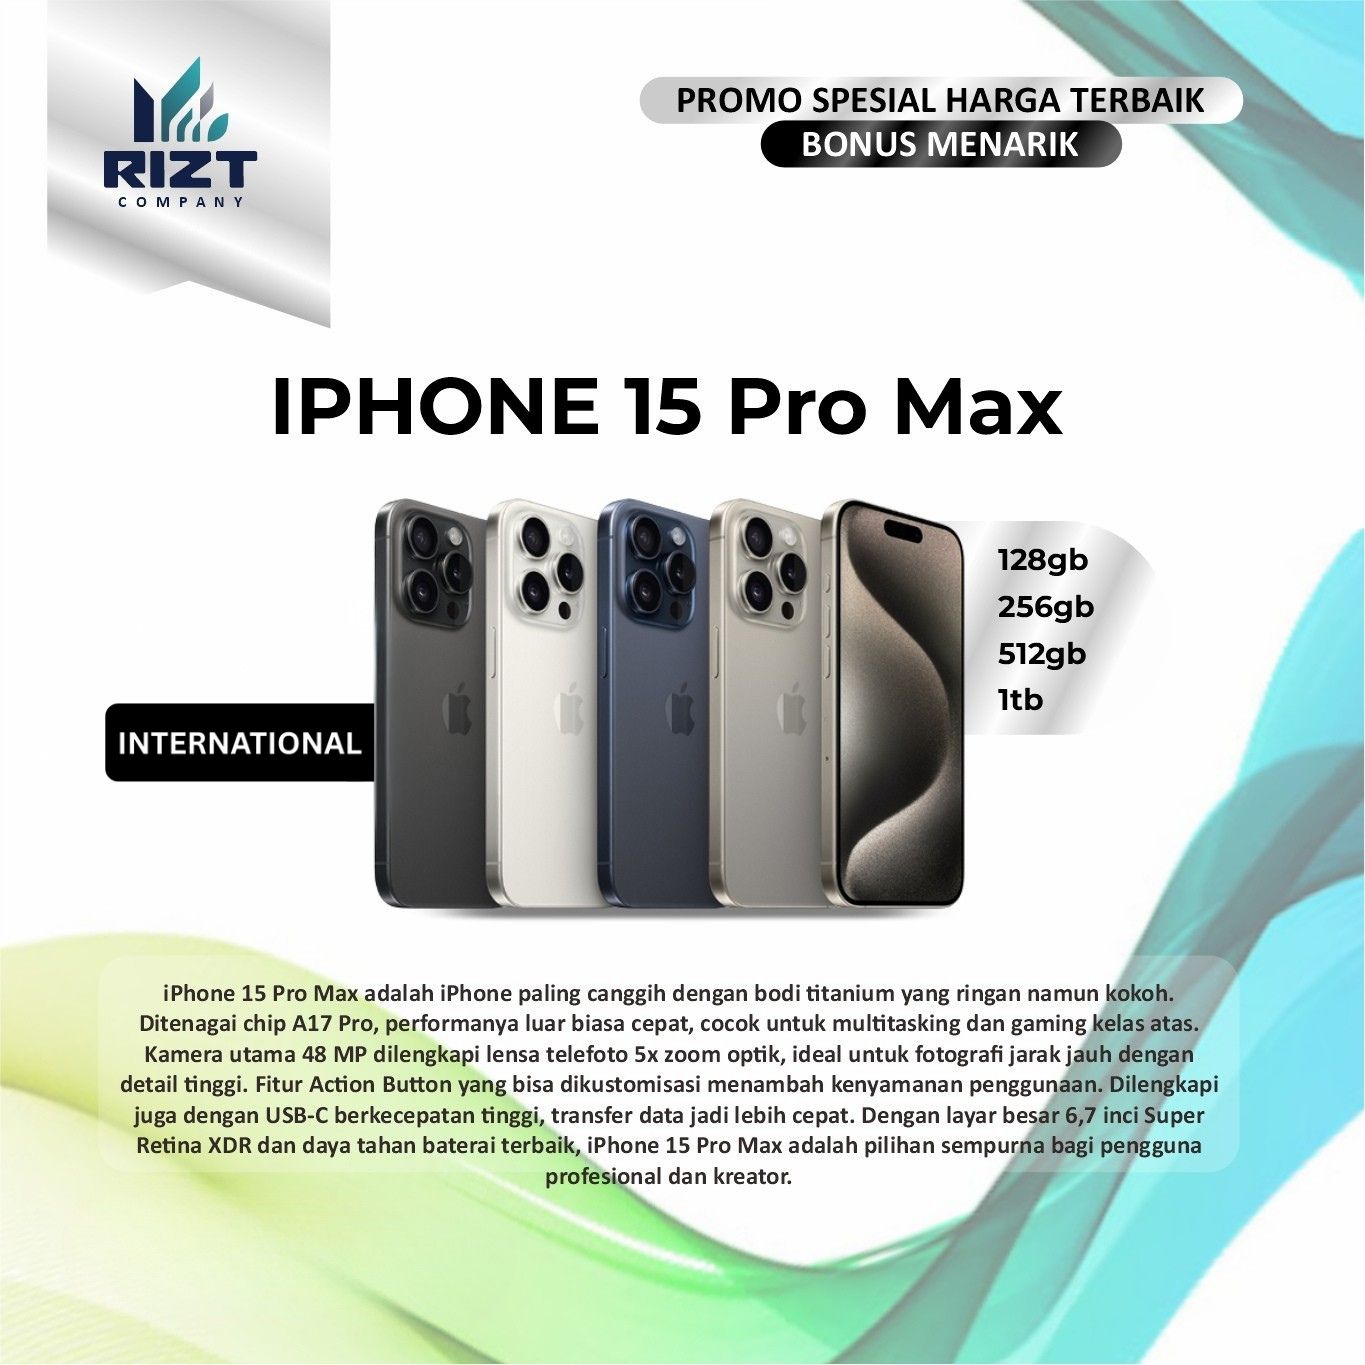 RIZT
COMPANY
PROMO SPESIAL HARGA TERBAIK
BONUS MENARIK
IPHONE 15 Pro Max
128gb
256gb
512gb
1tb
INTERNATIONAL
iPhone 15 Pro Max adalah iPhone paling canggih dengan bodi titanium yang ringan namun kokoh.
Ditenagai chip A17 Pro, performanya luar biasa cepat, cocok untuk multitasking dan gaming kelas atas.
Kamera utama 48 MP dilengkapi lensa telefoto 5x zoom optik, ideal untuk fotografi jarak jauh dengan
detail tinggi. Fitur Action Button yang bisa dikustomisasi menambah kenyamanan penggunaan. Dilengkapi
juga dengan USB-C berkecepatan tinggi, transfer data jadi lebih cepat. Dengan layar besar 6,7 inci Super
Retina XDR dan daya tahan baterai terbaik, iPhone 15 Pro Max adalah pilihan sempurna bagi pengguna
profesional dan kreator.